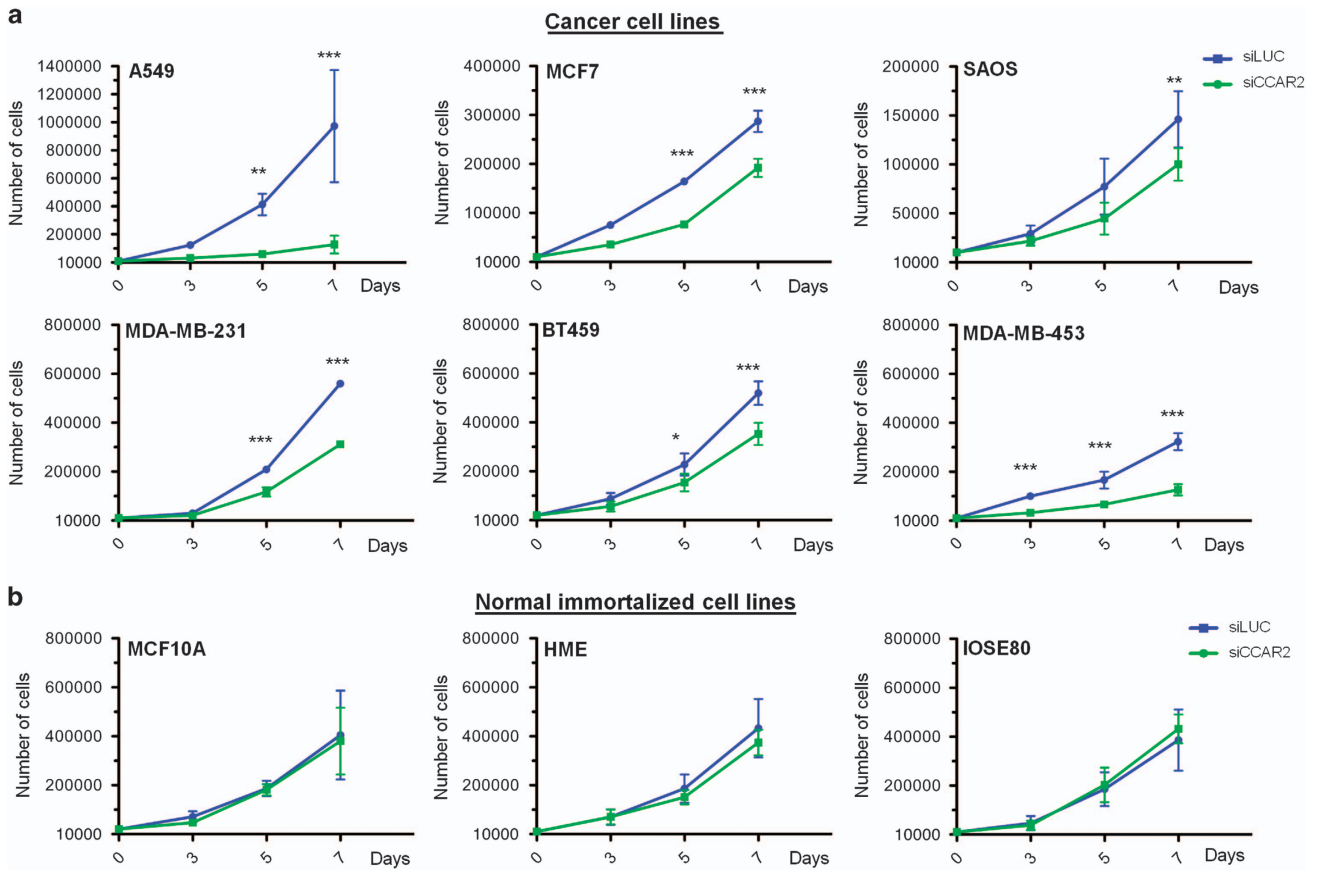 a
Cancer cell lines
A549
Number of cells
1400000
1200000
1000000
800000
600000
400000
200000
10000
** ***
0 3 5 7 Days
MCF7
Number of cells
400000
300000
200000
100000
10000
*** ***
0 3 5 7 Days
SAOS
Number of cells
200000
150000
100000
50000
10000
**
0 3 5 7 Days
siLUC
siCCAR2
MDA-MB-231
Number of cells
800000
600000
400000
200000
10000
*** ***
0 3 5 7 Days
BT459
Number of cells
800000
600000
400000
200000
10000
* ***
0 3 5 7 Days
MDA-MB-453
Number of cells
800000
600000
400000
200000
10000
*** *** ***
0 3 5 7 Days
b
Normal immortalized cell lines
MCF10A
Number of cells
800000
600000
400000
200000
10000
0 3 5 7 Days
HME
Number of cells
800000
600000
400000
200000
10000
0 3 5 7 Days
IOSE80
Number of cells
800000
600000
400000
200000
10000
0 3 5 7 Days
siLUC
siCCAR2